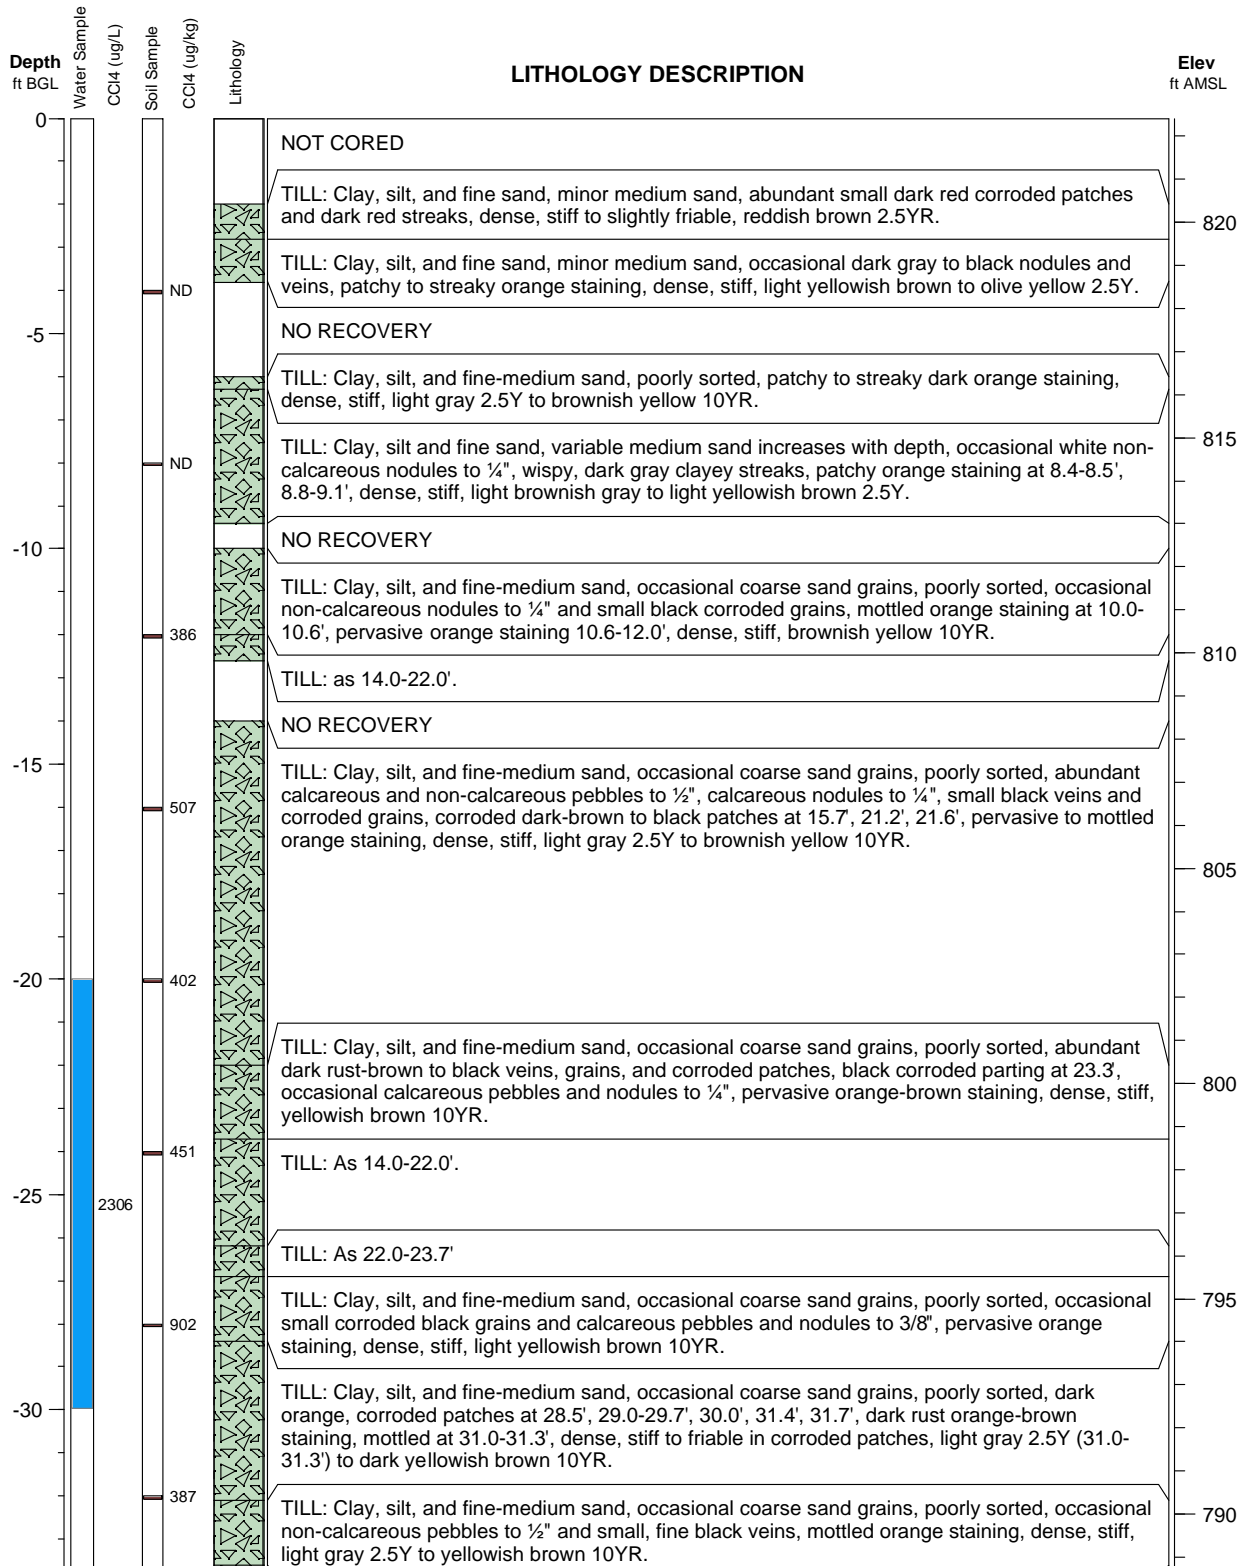 Depth
ft BGL
Water Sample
CCl4 (ug/L)
Soil Sample
CCl4 (ug/kg)
Lithology
LITHOLOGY DESCRIPTION
Elev
ft AMSL
0
NOT CORED
TILL: Clay, silt, and fine sand, minor medium sand, abundant small dark red corroded patches
and dark red streaks, dense, stiff to slightly friable, reddish brown 2.5YR.
820
TILL: Clay, silt, and fine sand, minor medium sand, occasional dark gray to black nodules and
veins, patchy to streaky orange staining, dense, stiff, light yellowish brown to olive yellow 2.5Y.
ND
-5
NO RECOVERY
TILL: Clay, silt, and fine-medium sand, poorly sorted, patchy to streaky dark orange staining,
dense, stiff, light gray 2.5Y to brownish yellow 10YR.
815
TILL: Clay, silt and fine sand, variable medium sand increases with depth, occasional white non-
calcareous nodules to ¼", wispy, dark gray clayey streaks, patchy orange staining at 8.4-8.5',
8.8-9.1', dense, stiff, light brownish gray to light yellowish brown 2.5Y.
ND
-10
NO RECOVERY
TILL: Clay, silt, and fine-medium sand, occasional coarse sand grains, poorly sorted, occasional
non-calcareous nodules to ¼" and small black corroded grains, mottled orange staining at 10.0-
10.6', pervasive orange staining 10.6-12.0', dense, stiff, brownish yellow 10YR.
386
810
TILL: as 14.0-22.0'.
NO RECOVERY
-15
TILL: Clay, silt, and fine-medium sand, occasional coarse sand grains, poorly sorted, abundant
calcareous and non-calcareous pebbles to ½", calcareous nodules to ¼", small black veins and
corroded grains, corroded dark-brown to black patches at 15.7', 21.2', 21.6', pervasive to mottled
orange staining, dense, stiff, light gray 2.5Y to brownish yellow 10YR.
507
805
-20
402
TILL: Clay, silt, and fine-medium sand, occasional coarse sand grains, poorly sorted, abundant
dark rust-brown to black veins, grains, and corroded patches, black corroded parting at 23.3',
occasional calcareous pebbles and nodules to ¼", pervasive orange-brown staining, dense, stiff,
yellowish brown 10YR.
800
451
TILL: As 14.0-22.0'.
-25
2306
TILL: As 22.0-23.7'
795
TILL: Clay, silt, and fine-medium sand, occasional coarse sand grains, poorly sorted, occasional
small corroded black grains and calcareous pebbles and nodules to 3/8", pervasive orange
staining, dense, stiff, light yellowish brown 10YR.
902
-30
TILL: Clay, silt, and fine-medium sand, occasional coarse sand grains, poorly sorted, dark
orange, corroded patches at 28.5', 29.0-29.7', 30.0', 31.4', 31.7', dark rust orange-brown
staining, mottled at 31.0-31.3', dense, stiff to friable in corroded patches, light gray 2.5Y (31.0-
31.3') to dark yellowish brown 10YR.
387
790
TILL: Clay, silt, and fine-medium sand, occasional coarse sand grains, poorly sorted, occasional
non-calcareous pebbles to ½" and small, fine black veins, mottled orange staining, dense, stiff,
light gray 2.5Y to yellowish brown 10YR.